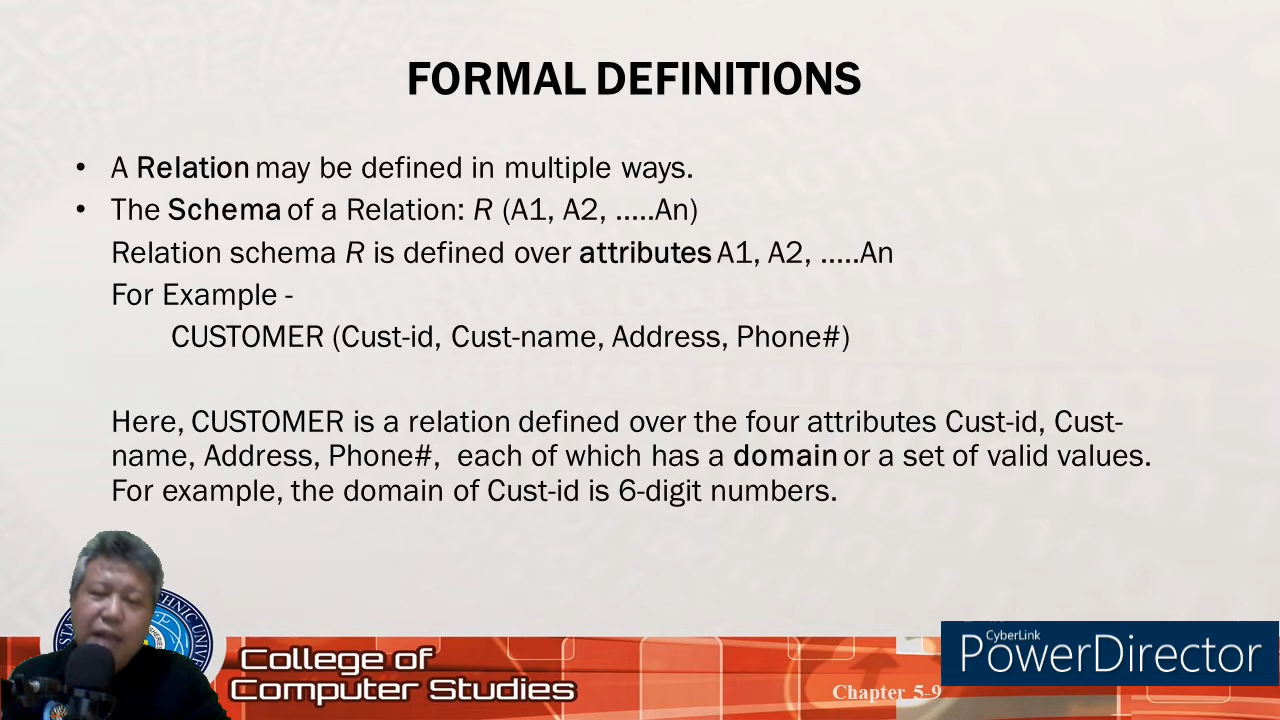 FORMAL DEFINITIONS
• A Relation may be defined in multiple ways.
• The Schema of a Relation: R (A1, A2, .....An)
Relation schema R is defined over attributes A1, A2, .....An
For Example -
CUSTOMER (Cust-id, Cust-name, Address, Phone#)
Here, CUSTOMER is a relation defined over the four attributes Cust-id, Cust-
name, Address, Phone#, each of which has a domain or a set of valid values.
For example, the domain of Cust-id is 6-digit numbers.
College of
Computer Studies
Chapter 5-9
CyberLink
PowerDirector